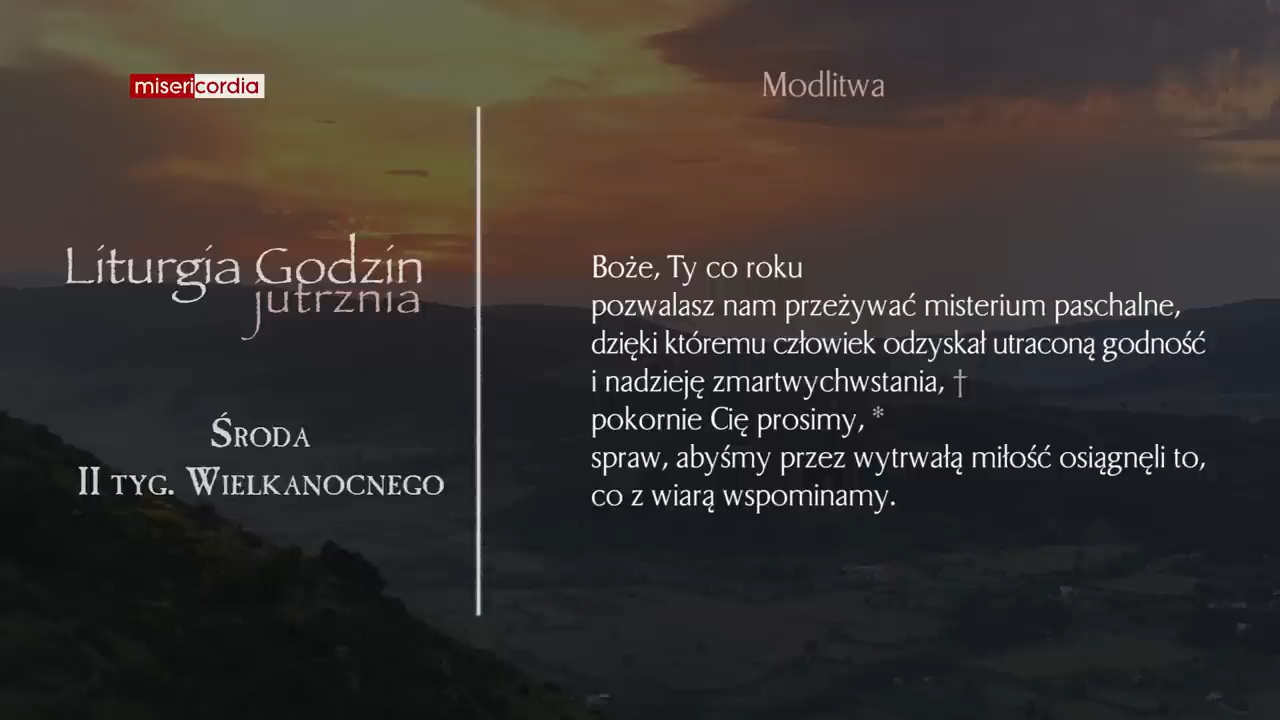 misericordia
Liturgia Godzin
jutrznia
Środa
II tyg. Wielkanocnego
Modlitwa
Boże, Ty co roku
pozwalasz nam przeżywać misterium paschalne,
dzięki któremu człowiek odzyskał utraconą godność
i nadzieję zmartwychwstania, †
pokornie Cię prosimy, *
spraw, abyśmy przez wytrwałą miłość osiągnęli to,
co z wiarą wspominamy.